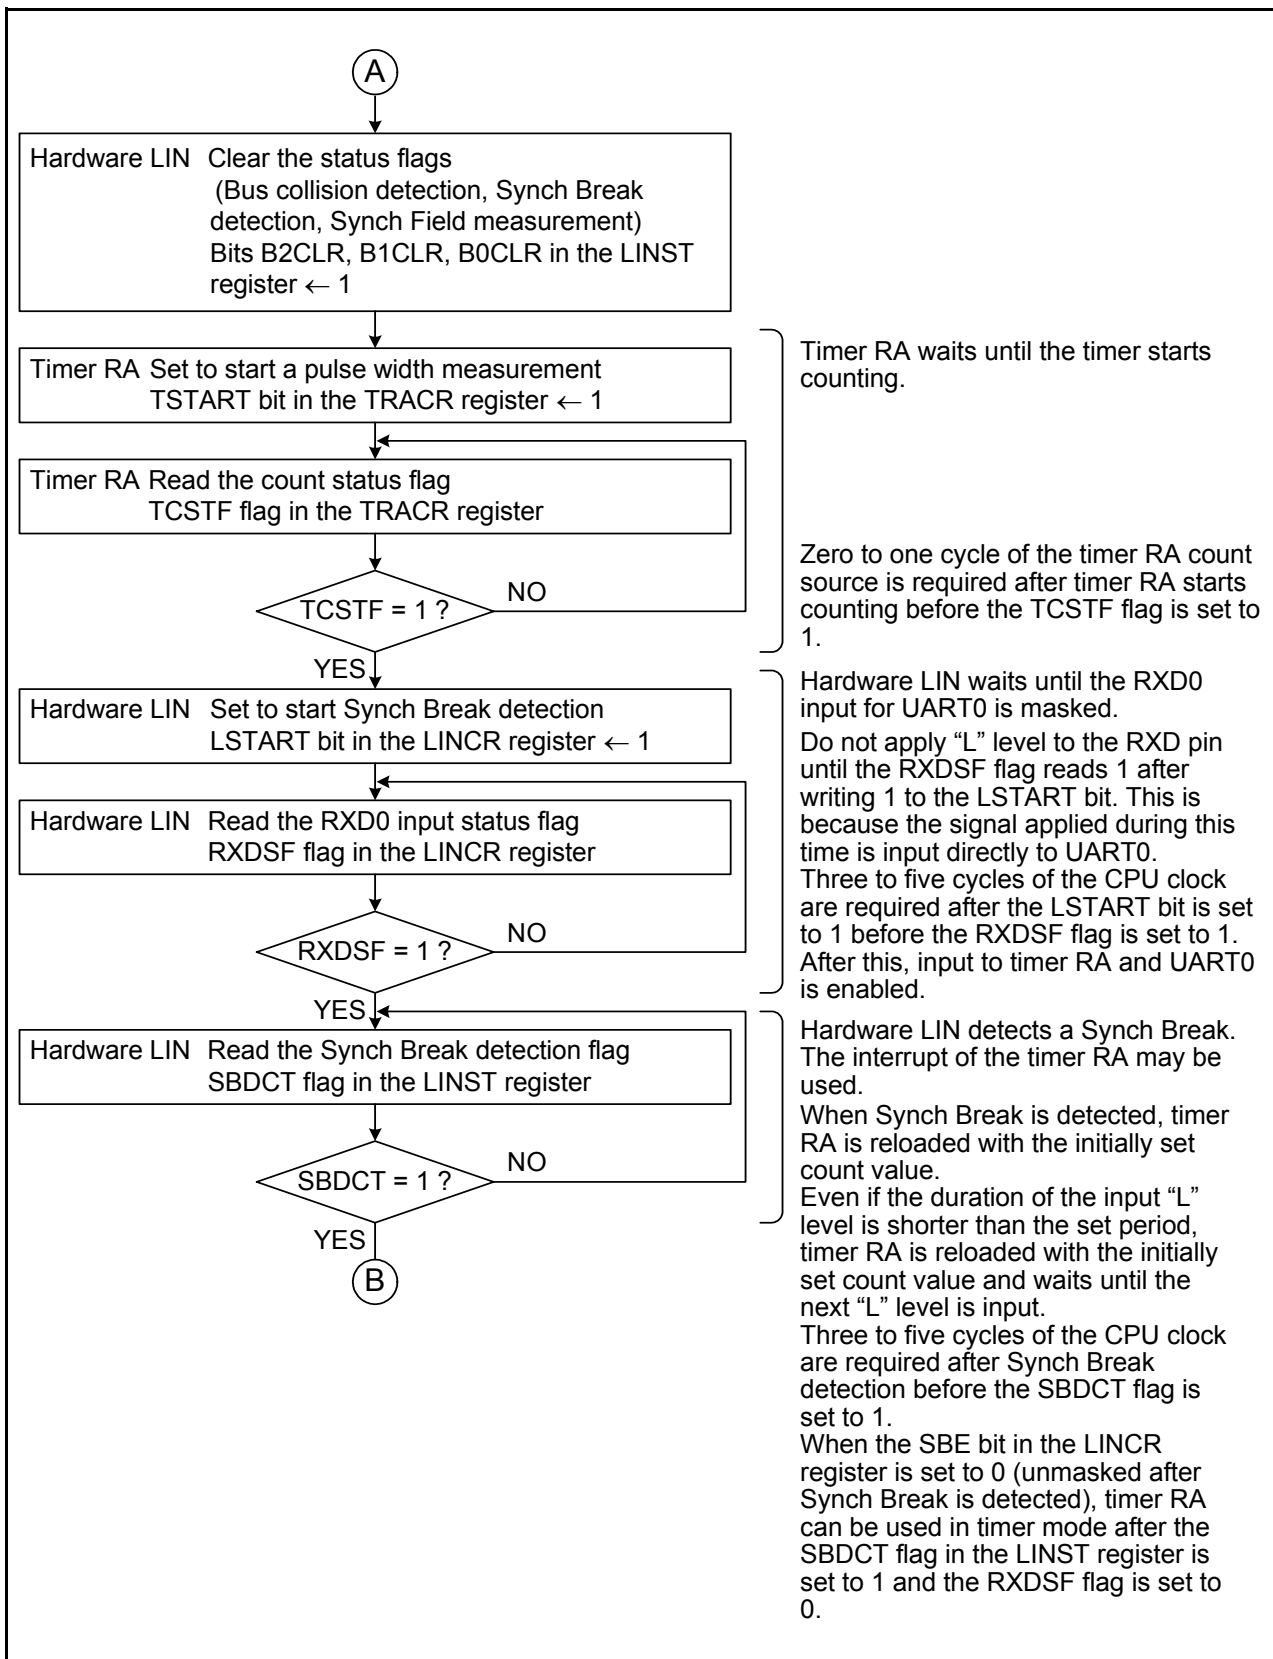 A
Hardware LIN Clear the status flags
(Bus collision detection, Synch Break
detection, Synch Field measurement)
Bits B2CLR, B1CLR, B0CLR in the LINST
register ← 1
Timer RA Set to start a pulse width measurement
TSTART bit in the TRACR register ← 1
Timer RA waits until the timer starts
counting.
Timer RA Read the count status flag
TCSTF flag in the TRACR register
TCSTF = 1 ?
NO
YES
Zero to one cycle of the timer RA count
source is required after timer RA starts
counting before the TCSTF flag is set to
1.
Hardware LIN Set to start Synch Break detection
LSTART bit in the LINCR register ← 1
Hardware LIN Read the RXD0 input status flag
RXDSF flag in the LINCR register
RXDSF = 1 ?
NO
YES
Hardware LIN waits until the RXD0
input for UART0 is masked.
Do not apply “L” level to the RXD pin
until the RXDSF flag reads 1 after
writing 1 to the LSTART bit. This is
because the signal applied during this
time is input directly to UART0.
Three to five cycles of the CPU clock
are required after the LSTART bit is set
to 1 before the RXDSF flag is set to 1.
After this, input to timer RA and UART0
is enabled.
Hardware LIN Read the Synch Break detection flag
SBDCT flag in the LINST register
SBDCT = 1 ?
NO
YES
B
Hardware LIN detects a Synch Break.
The interrupt of the timer RA may be
used.
When Synch Break is detected, timer
RA is reloaded with the initially set
count value.
Even if the duration of the input “L”
level is shorter than the set period,
timer RA is reloaded with the initially
set count value and waits until the
next “L” level is input.
Three to five cycles of the CPU clock
are required after Synch Break
detection before the SBDCT flag is
set to 1.
When the SBE bit in the LINCR
register is set to 0 (unmasked after
Synch Break is detected), timer RA
can be used in timer mode after the
SBDCT flag in the LINST register is
set to 1 and the RXDSF flag is set to
0.